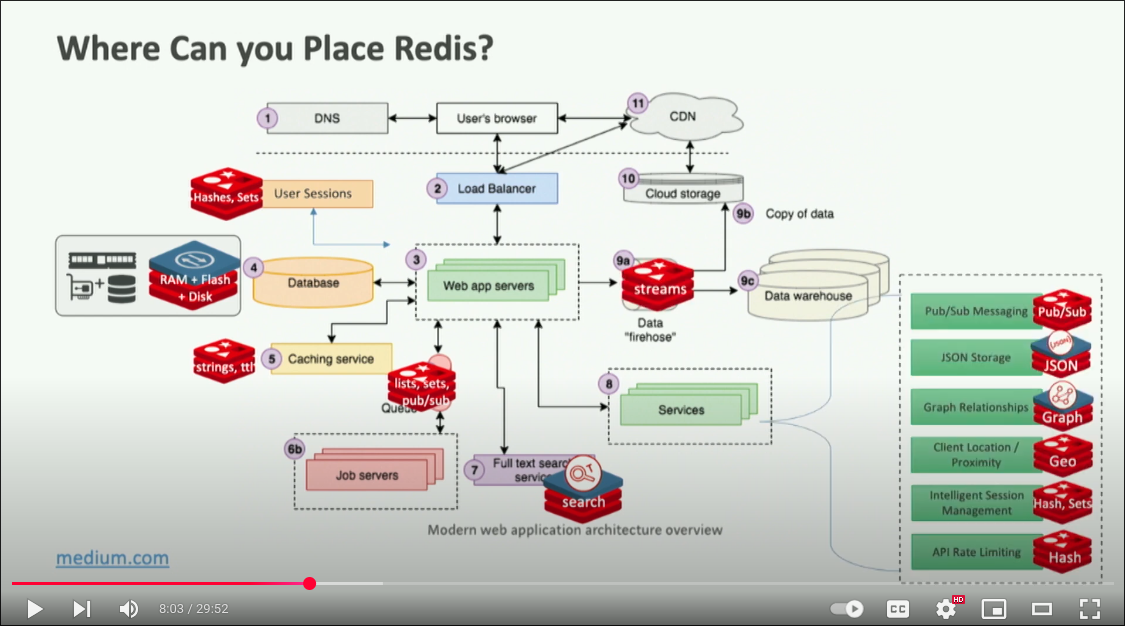 Where Can you Place Redis?
1
DNS
User's browser
11
CDN
Hashes, Sets
User Sessions
2
Load Balancer
10
Cloud storage
9b
Copy of data
RAM + Flash
+ Disk
4
Database
3
Web app servers
9a
streams
Data
"firehose"
9c
Data warehouse
strings, ttl
5
Caching service
lists, sets,
pub/sub
Queue
8
Services
6b
Job servers
7
Full text search
service
search
Modern web application architecture overview
Pub/Sub Messaging
Pub/Sub
JSON Storage
(JSON)
JSON
Graph Relationships
Graph
Client Location /
Proximity
Geo
Intelligent Session
Management
Hash, Sets
API Rate Limiting
Hash
medium.com
8:03 / 29:52
CC
HD